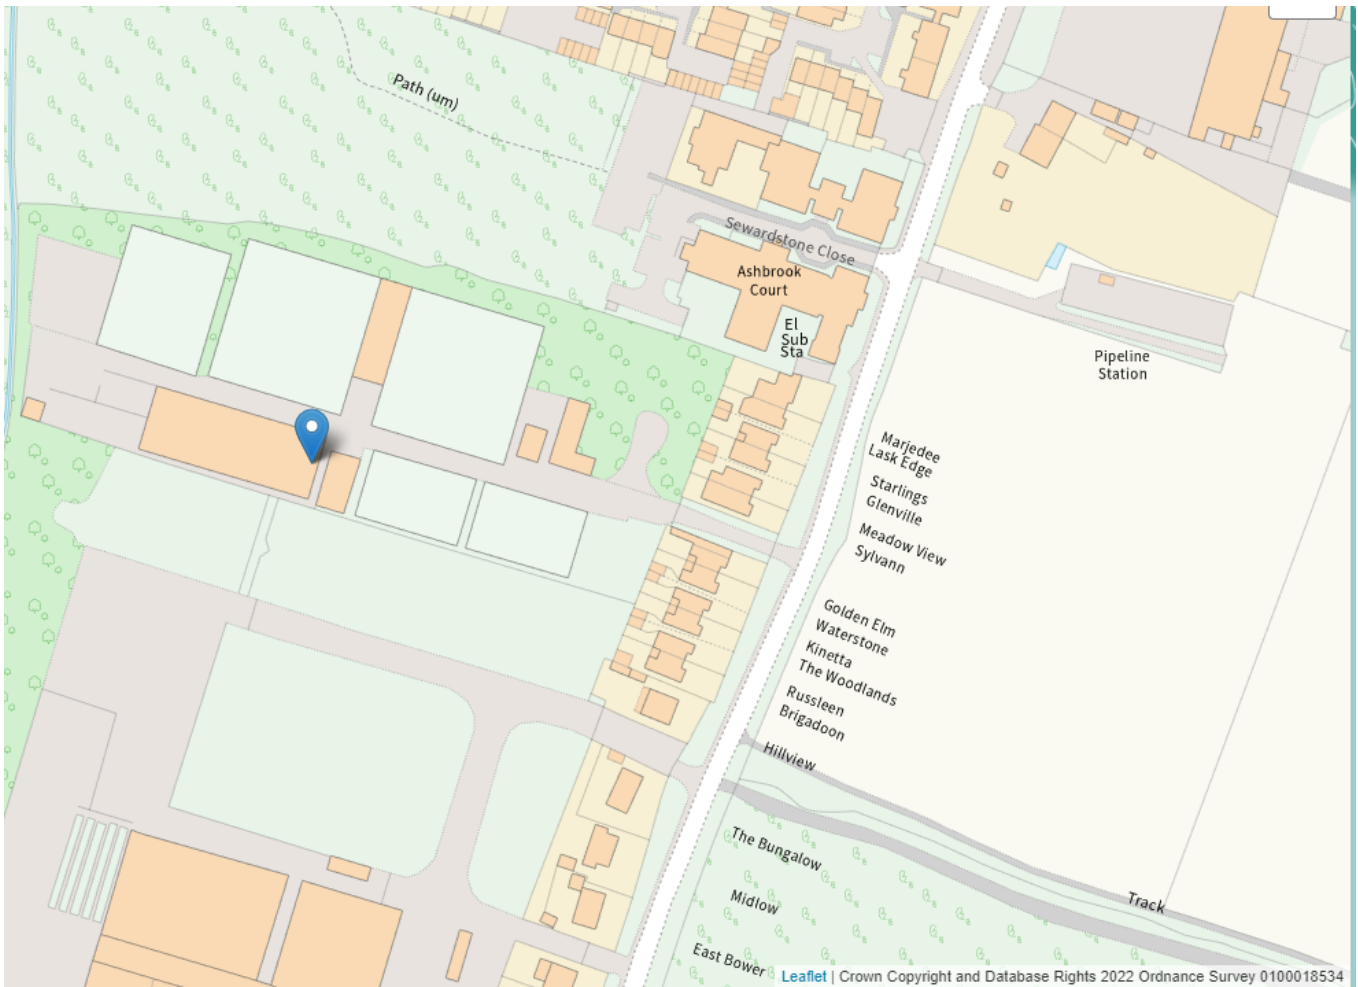 Path (um)
Sewardstone Close
Ashbrook
Court
El
Sub
Sta
Pipeline
Station
Marjedee
Lask Edge
Starlings
Glenville
Meadow View
Sylvann
Golden Elm
Waterstone
Kinetta
The Woodlands
Russleen
Brigadoon
Hillview
The Bungalow
Midlow
East Bower
Track
Leaflet | Crown Copyright and Database Rights 2022 Ordnance Survey 0100018534